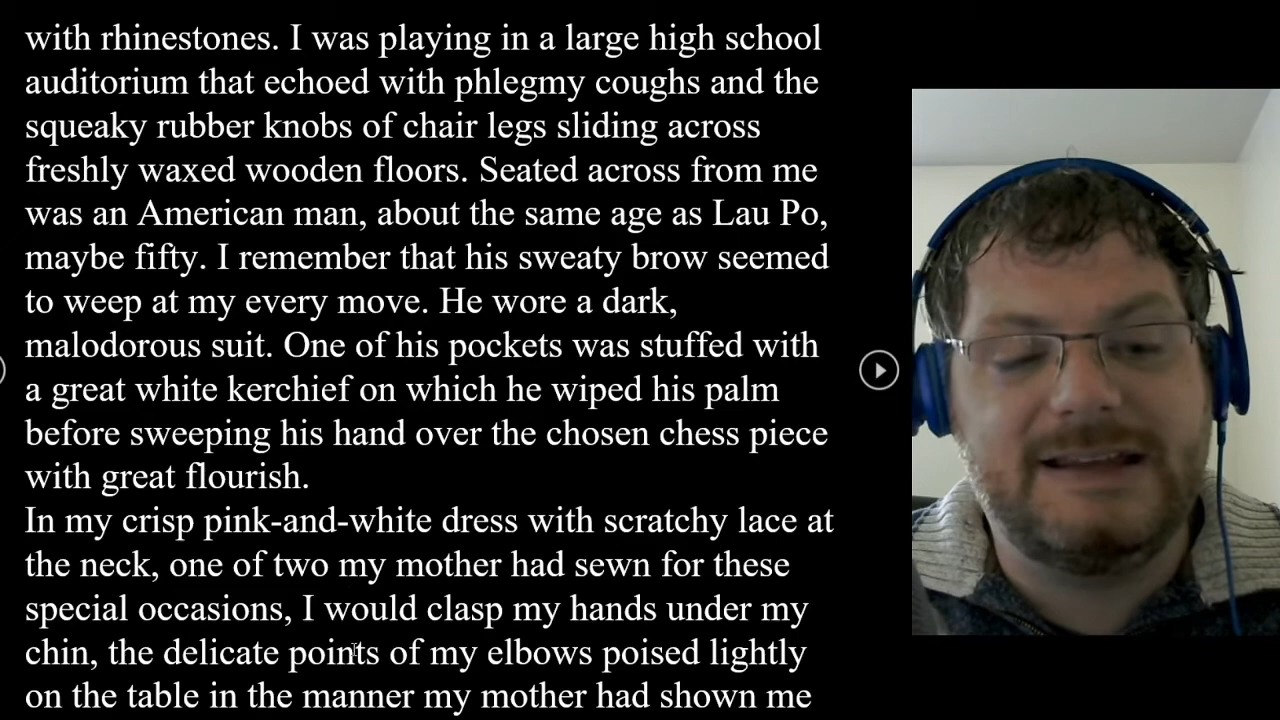 with rhinestones. I was playing in a large high school
auditorium that echoed with phlegmy coughs and the
squeaky rubber knobs of chair legs sliding across
freshly waxed wooden floors. Seated across from me
was an American man, about the same age as Lau Po,
maybe fifty. I remember that his sweaty brow seemed
to weep at my every move. He wore a dark,
malodorous suit. One of his pockets was stuffed with
a great white kerchief on which he wiped his palm
before sweeping his hand over the chosen chess piece
with great flourish.
In my crisp pink-and-white dress with scratchy lace at
the neck, one of two my mother had sewn for these
special occasions, I would clasp my hands under my
chin, the delicate points of my elbows poised lightly
on the table in the manner my mother had shown me